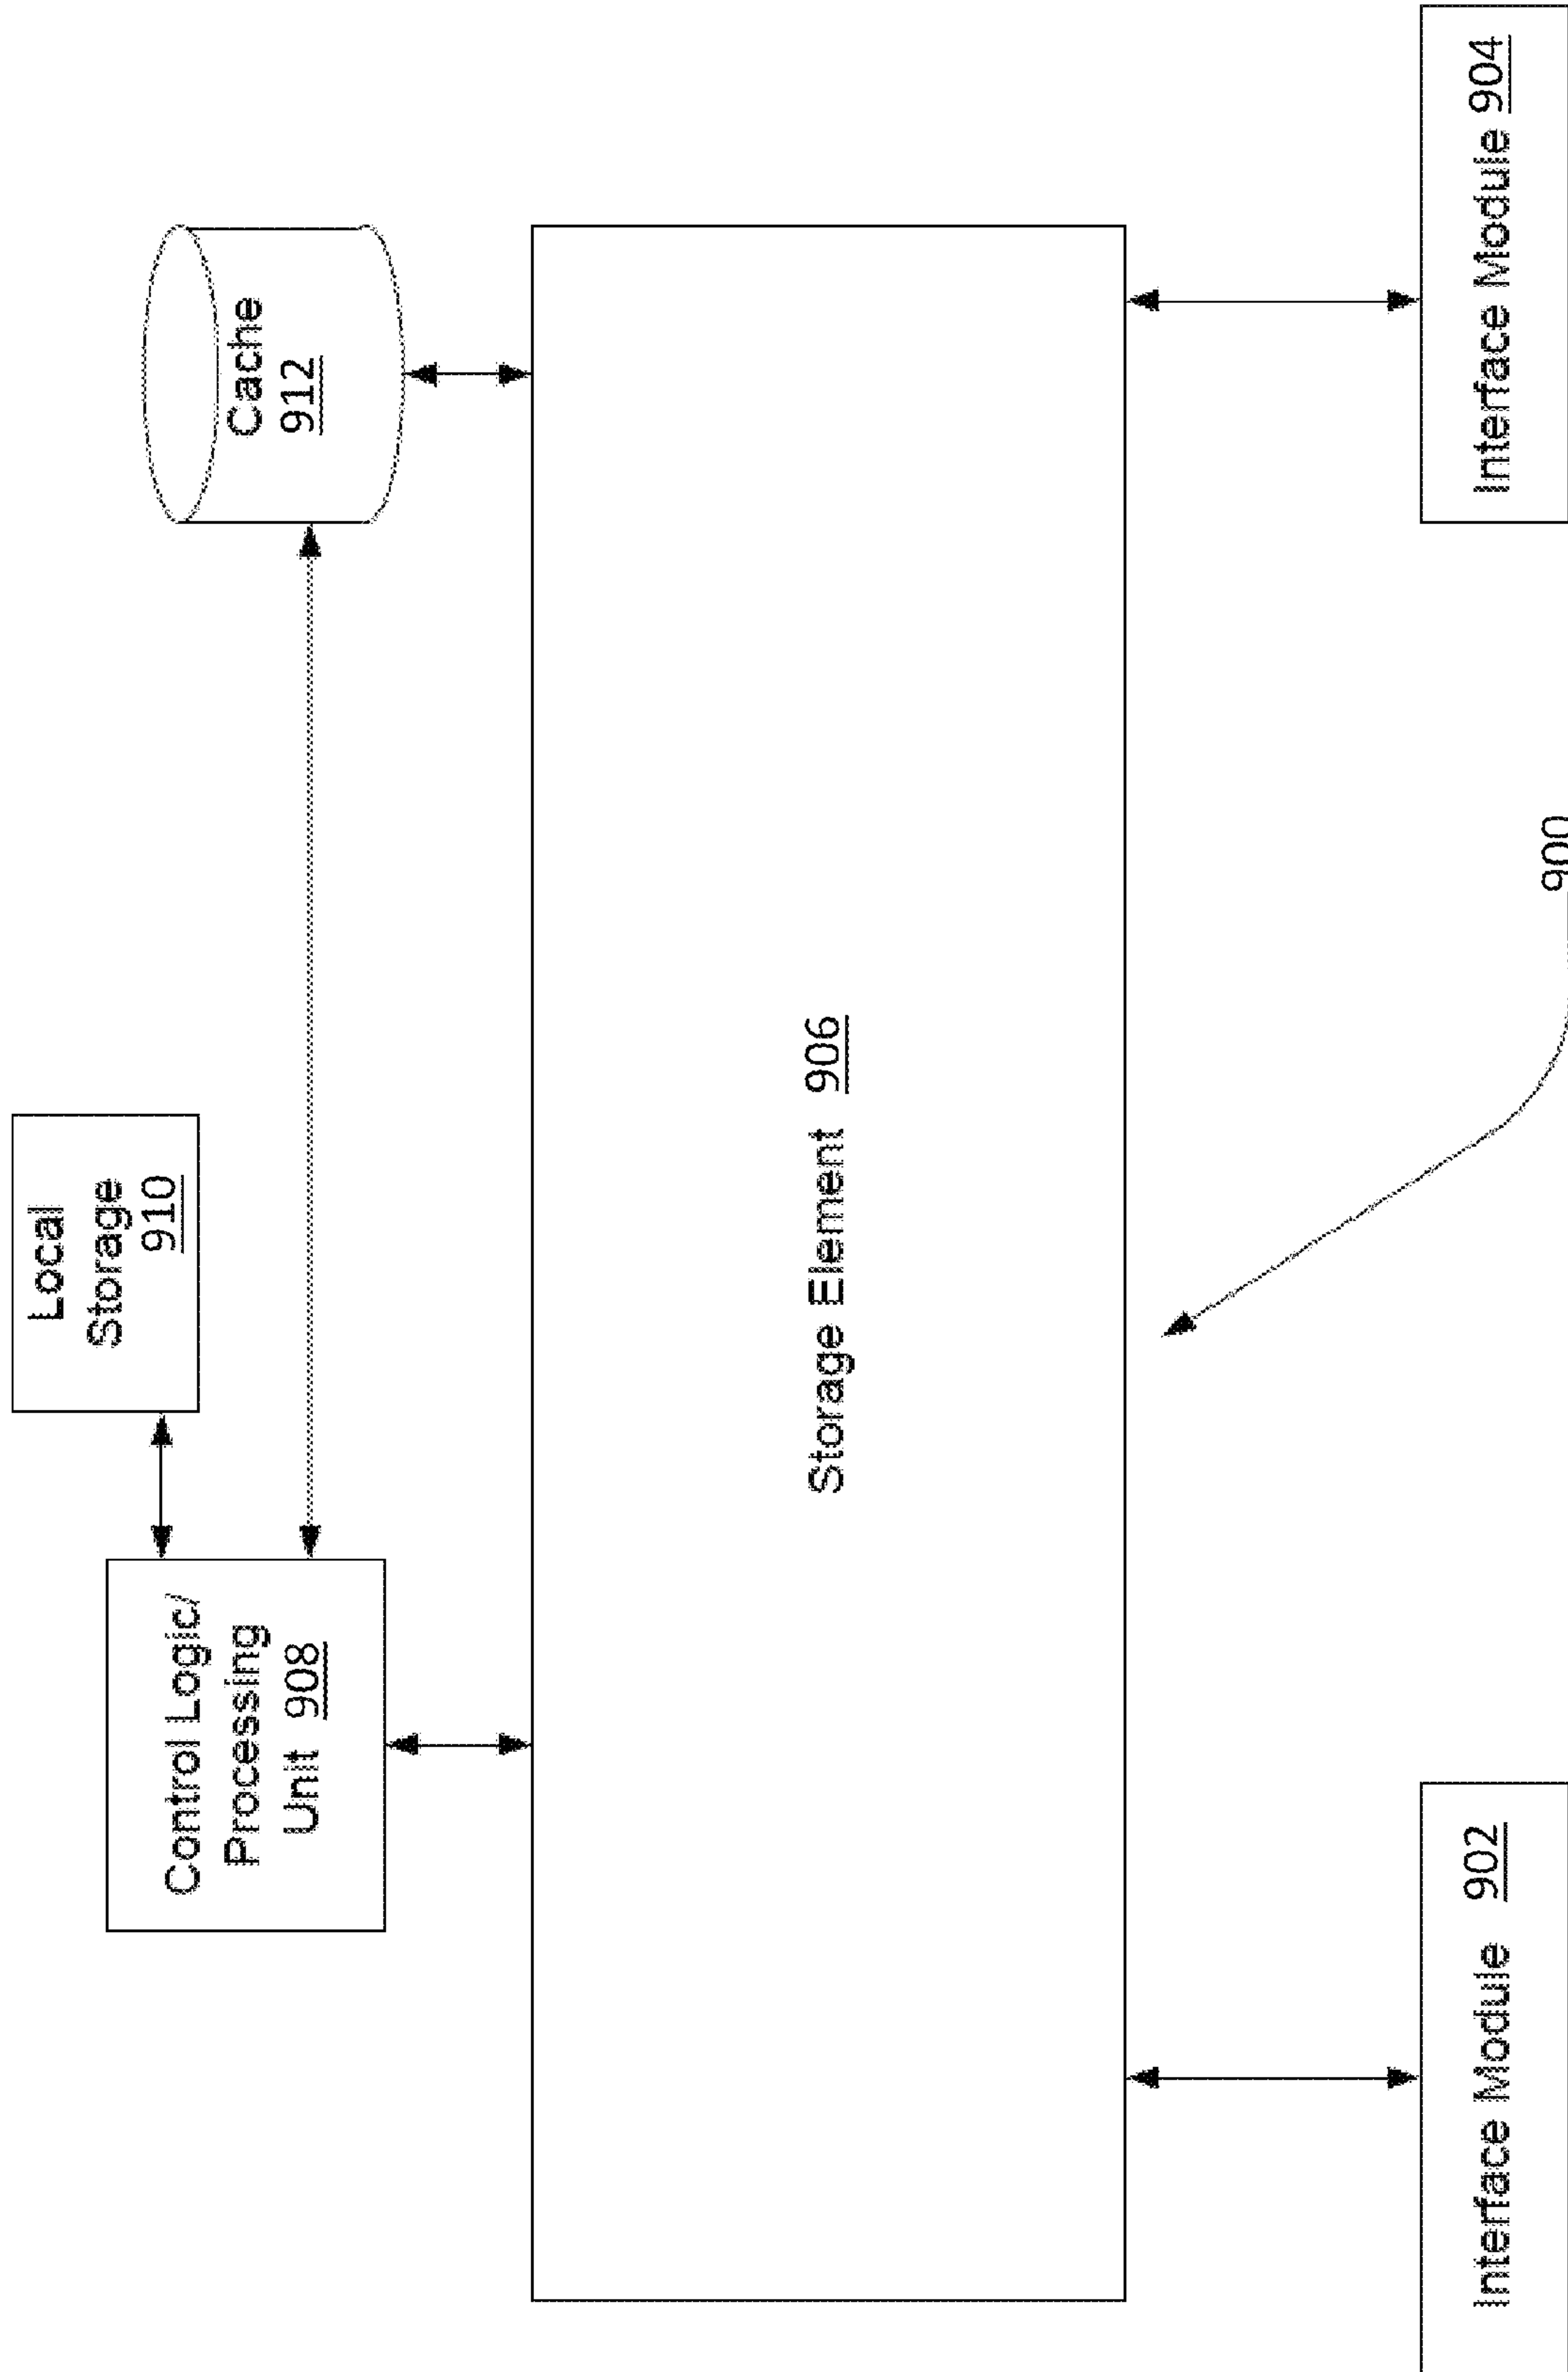 Local
Storage
910
Control Logic/
Processing
Unit 908
Cache
912
Storage Element 906
Interface Module 902
Interface Module 904
900